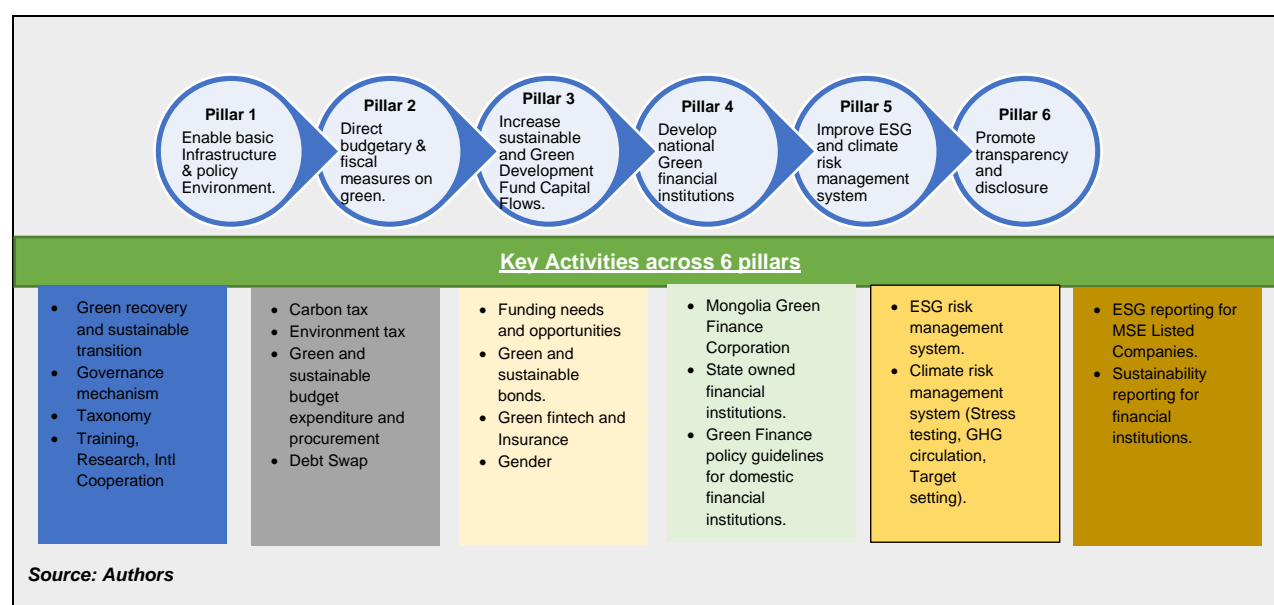 Pillar 1
Enable basic
Infrastructure
& policy
Environment.
Pillar 2
Direct
budgetary &
fiscal
measures on
green.
Pillar 3
Increase
sustainable
and Green
Development
Fund Capital
Flows.
Pillar 4
Develop
national
Green
financial
institutions
Pillar 5
Improve ESG
and climate
risk
management
system
Pillar 6
Promote
transparency
and
disclosure
Key Activities across 6 pillars
• Green recovery
and sustainable
transition
• Governance
mechanism
• Taxonomy
• Training,
Research, Intl
Cooperation
• Carbon tax
• Environment tax
• Green and
sustainable
budget
expenditure and
procurement
• Debt Swap
• Funding needs
and opportunities
• Green and
sustainable
bonds.
• Green fintech and
Insurance
• Gender
• Mongolia Green
Finance
Corporation
• State owned
financial
institutions.
• Green Finance
policy guidelines
for domestic
financial
institutions.
• ESG risk
management
system.
• Climate risk
management
system (Stress
testing, GHG
circulation,
Target
setting).
• ESG reporting for
MSE Listed
Companies.
• Sustainability
reporting for
financial
institutions.
Source: Authors